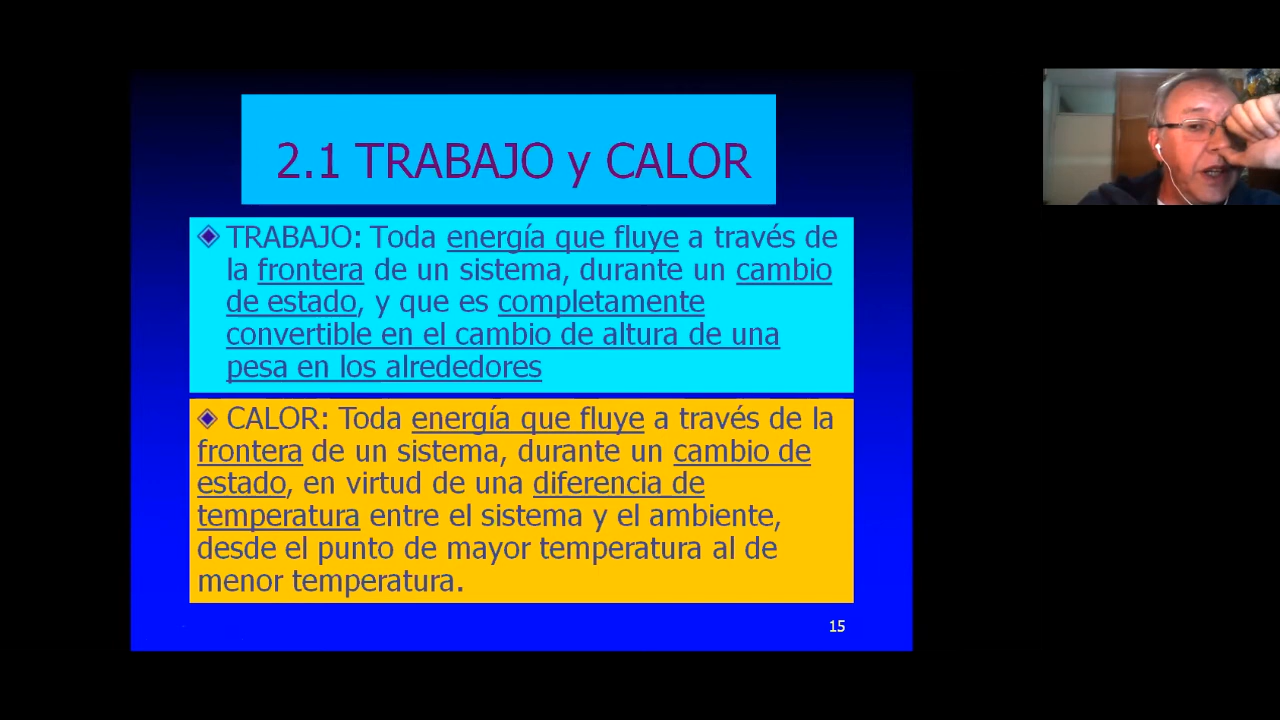 2.1 TRABAJO y CALOR
TRABAJO: Toda energía que fluye a través de
la frontera de un sistema, durante un cambio
de estado, y que es completamente
convertible en el cambio de altura de una
pesa en los alrededores
CALOR: Toda energía que fluye a través de la
frontera de un sistema, durante un cambio de
estado, en virtud de una diferencia de
temperatura entre el sistema y el ambiente,
desde el punto de mayor temperatura al de
menor temperatura.
15